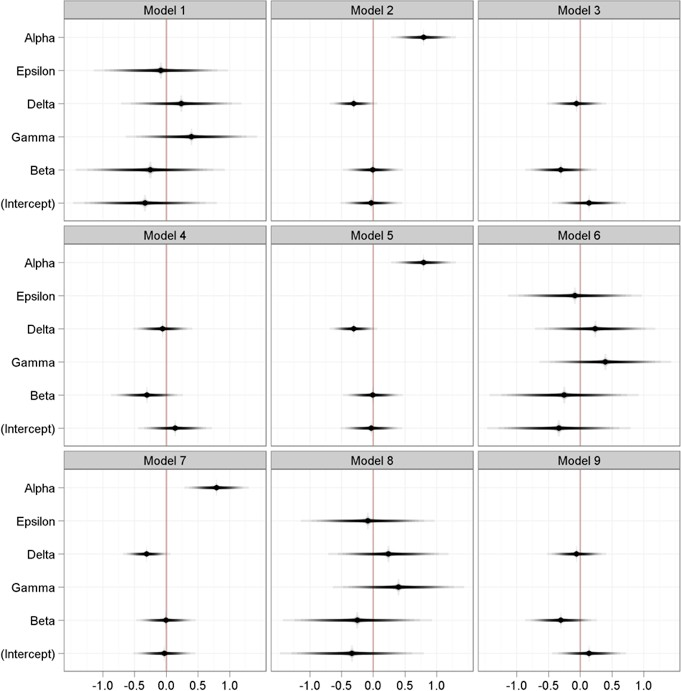 Model 1 Model 2 Model 3
Alpha
Epsilon
Delta
Gamma
Beta
(Intercept)
Model 4 Model 5 Model 6
Alpha
Epsilon
Delta
Gamma
Beta
(Intercept)
Model 7 Model 8 Model 9
Alpha
Epsilon
Delta
Gamma
Beta
(Intercept)
-1.0 -0.5 0.0 0.5 1.0 -1.0 -0.5 0.0 0.5 1.0 -1.0 -0.5 0.0 0.5 1.0